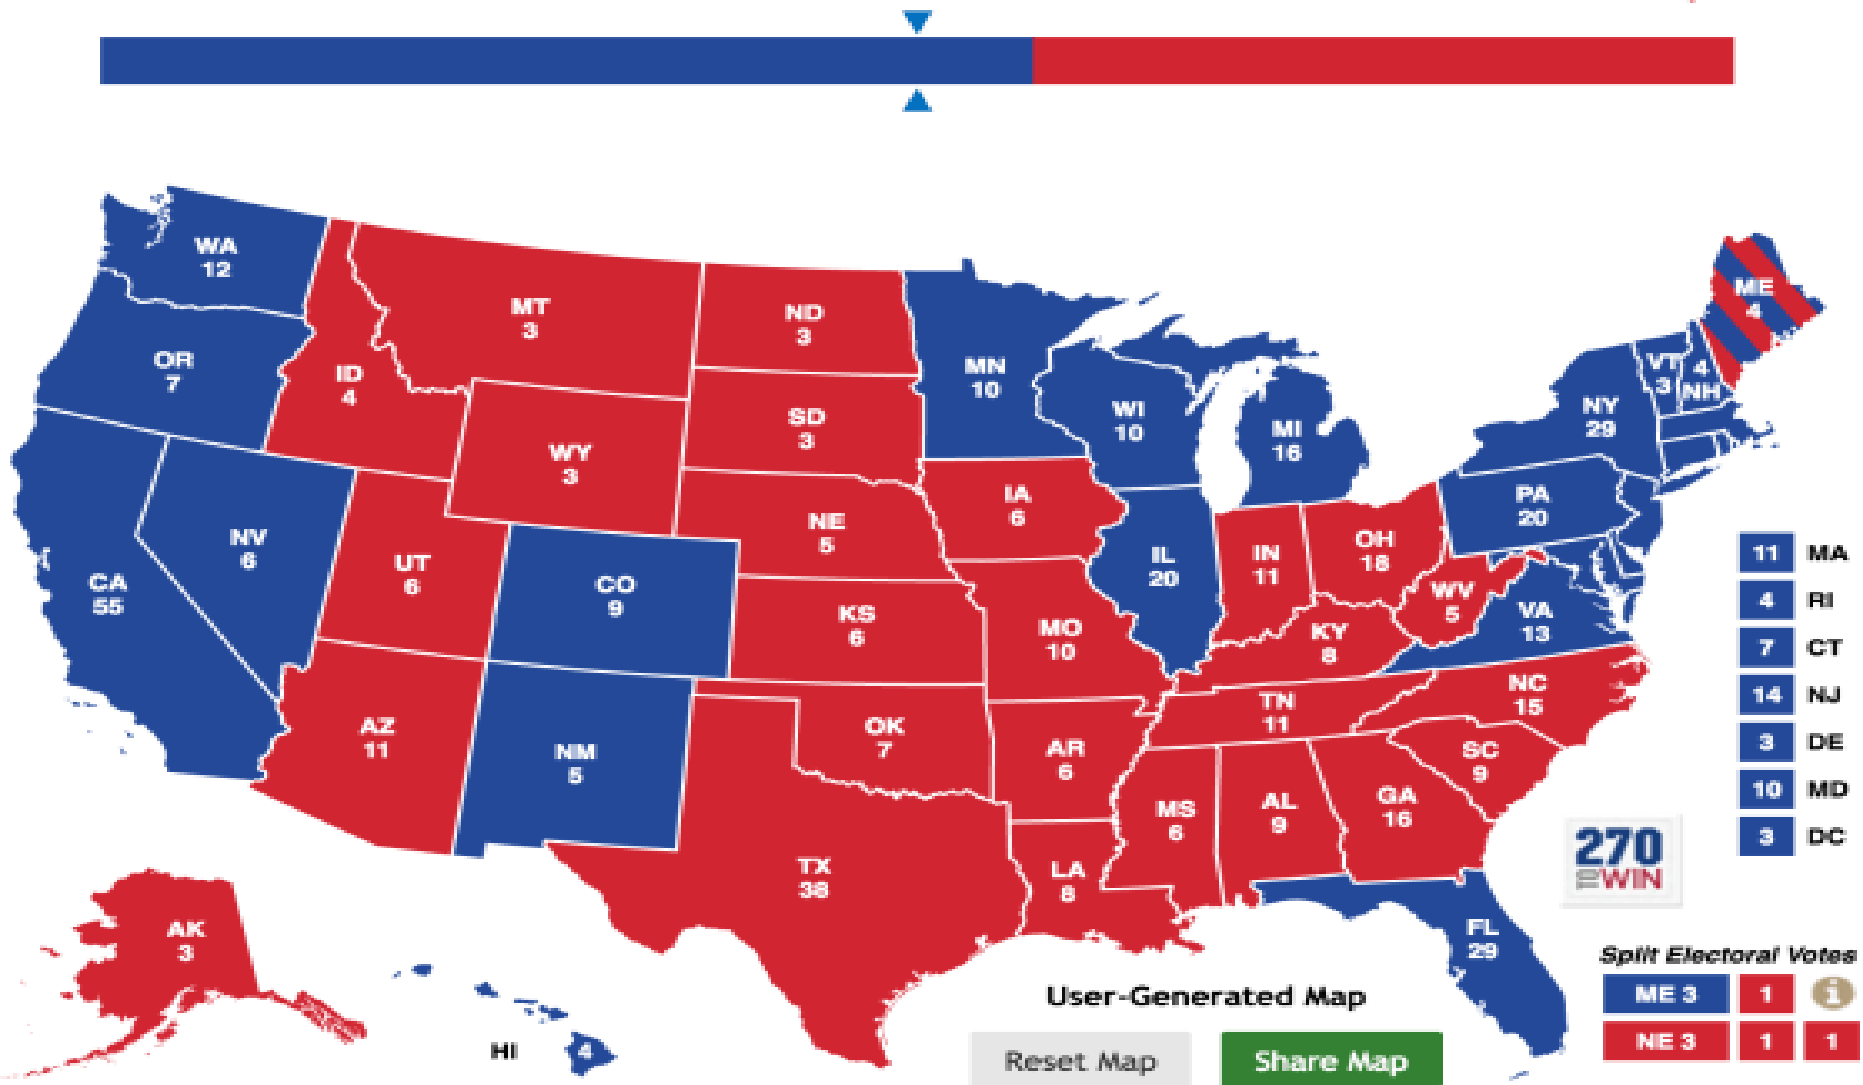 WA
12
OR
7
CA
55
NV
6
ID
4
MT
3
WY
3
UT
6
AZ
11
CO
9
NM
5
ND
3
SD
3
NE
5
KS
6
OK
7
TX
38
MN
10
IA
6
MO
10
AR
6
LA
8
WI
10
IL
20
MI
16
IN
11
OH
18
KY
8
TN
11
MS
6
AL
9
GA
16
FL
29
SC
9
NC
15
VA
13
WV
5
PA
20
NY
29
VT
3
4
NH
ME
4
AK
3
HI
4
11 MA
4 RI
7 CT
14 NJ
3 DE
10 MD
3 DC
270
TO WIN
Split Electoral Votes
ME 3 1 i
NE 3 1 1
User-Generated Map
Reset Map Share Map